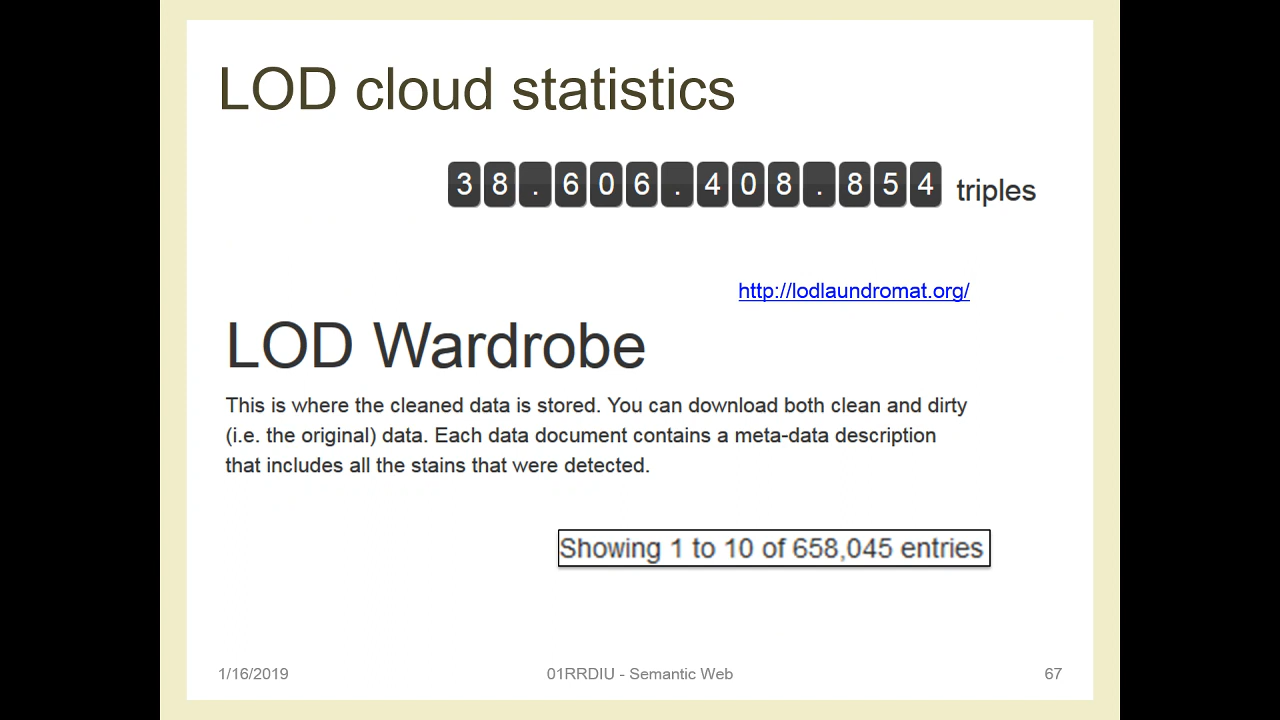 LOD cloud statistics
38.606.408.854 triples
http://lodlaundromat.org/
LOD Wardrobe
This is where the cleaned data is stored. You can download both clean and dirty
(i.e. the original) data. Each data document contains a meta-data description
that includes all the stains that were detected.
Showing 1 to 10 of 658,045 entries
1/16/2019 01RRDIU - Semantic Web 67